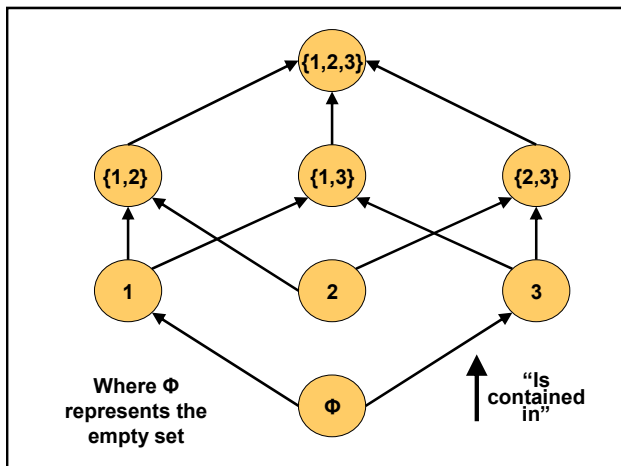 {1,2,3}
{1,2}
{1,3}
{2,3}
1
2
3
Φ
Where Φ
represents the
empty set
“Is
contained
in”